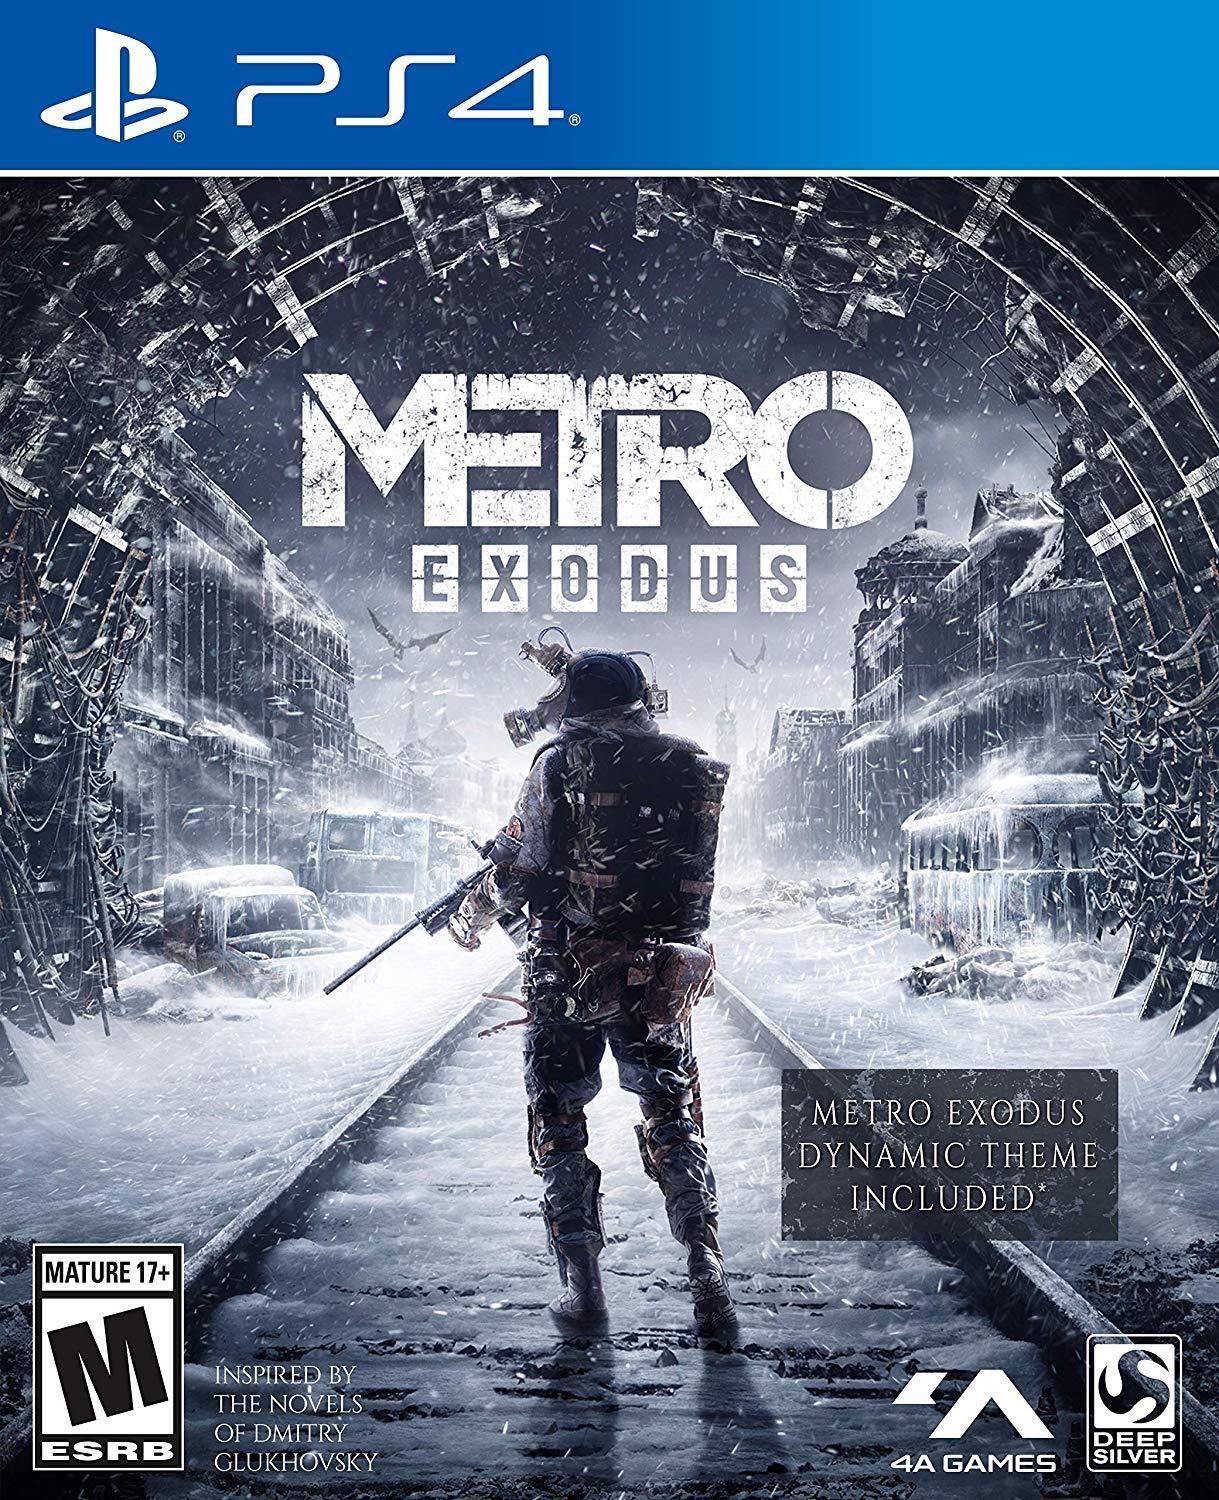 PS4®
METRO
EXODUS
METRO EXODUS
DYNAMIC THEME
INCLUDED*
MATURE 17+
M
ESRB
INSPIRED BY
THE NOVELS
OF DMITRY
GLUKHOVSKY
4A GAMES
DEEP
SILVER